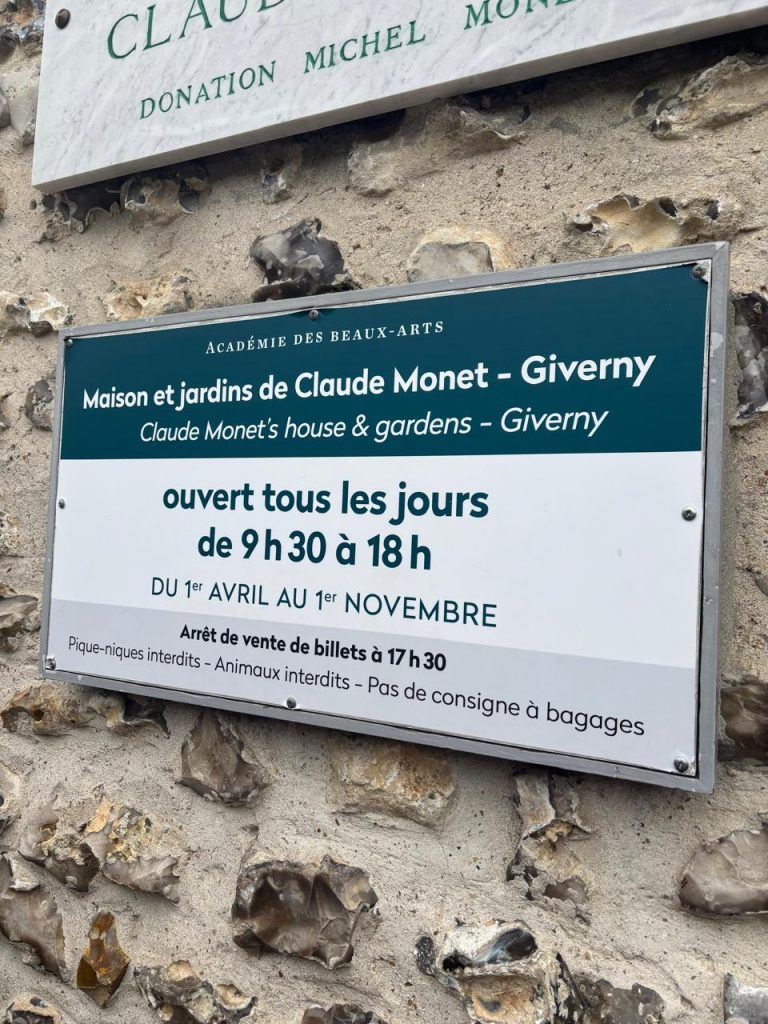 CLAUDE
DONATION MICHEL MONET
ACADÉMIE DES BEAUX-ARTS
Maison et jardins de Claude Monet - Giverny
Claude Monet's house & gardens - Giverny
ouvert tous les jours
de 9 h 30 à 18 h
DU 1er AVRIL AU 1er NOVEMBRE
Arrêt de vente de billets à 17 h 30
Pique-niques interdits - Animaux interdits - Pas de consigne à bagages